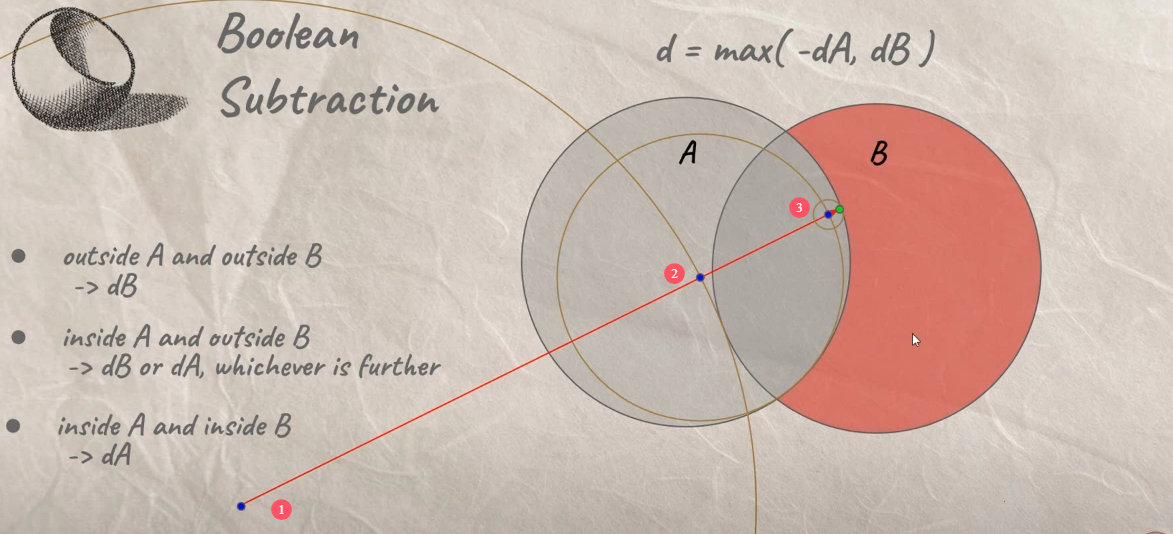 Boolean
Subtraction
d = max( -dA, dB )
A
B
3
2
● outside A and outside B
-> dB
● inside A and outside B
-> dB or dA, whichever is further
● inside A and inside B
-> dA
1